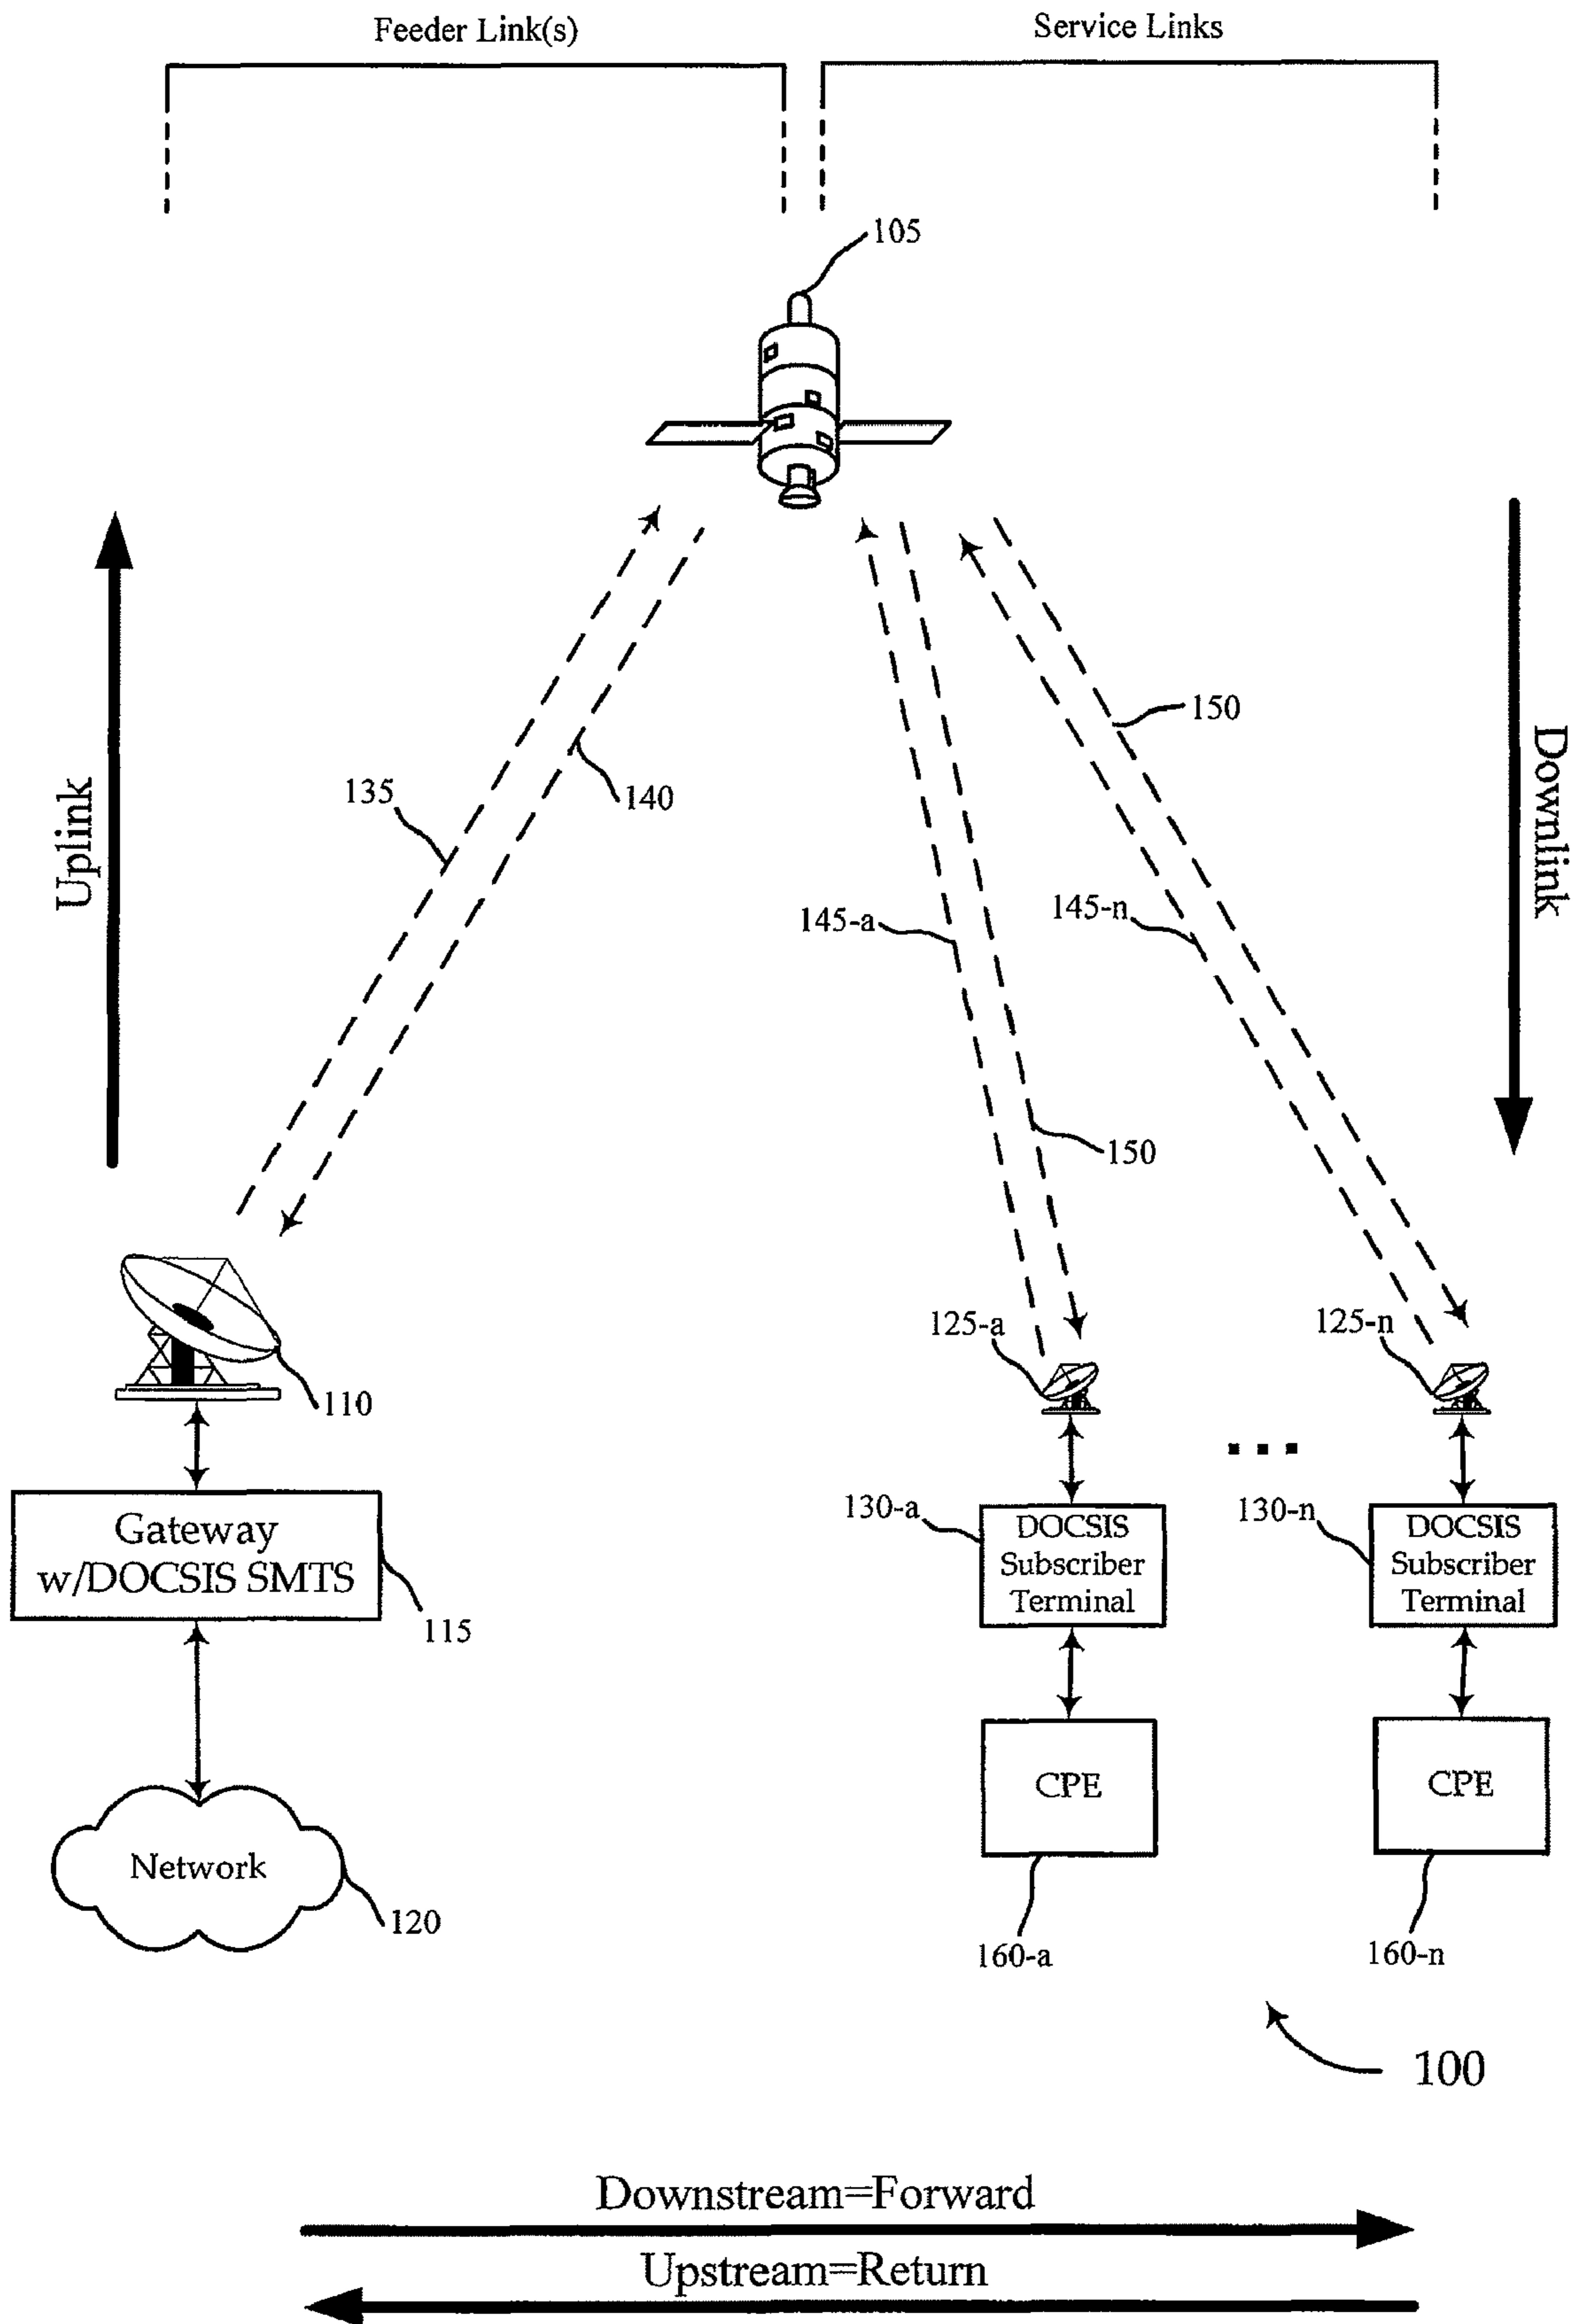 Feeder Link(s)
Service Links
105
150
Uplink
Downlink
135
140
145-a
145-n
150
125-a
125-n
110
130-a
130-n
Gateway
w/DOCSIS SMTS
DOCSIS
Subscriber
Terminal
DOCSIS
Subscriber
Terminal
115
CPE
CPE
Network
120
160-a
160-n
100
Downstream=Forward
Upstream=Return